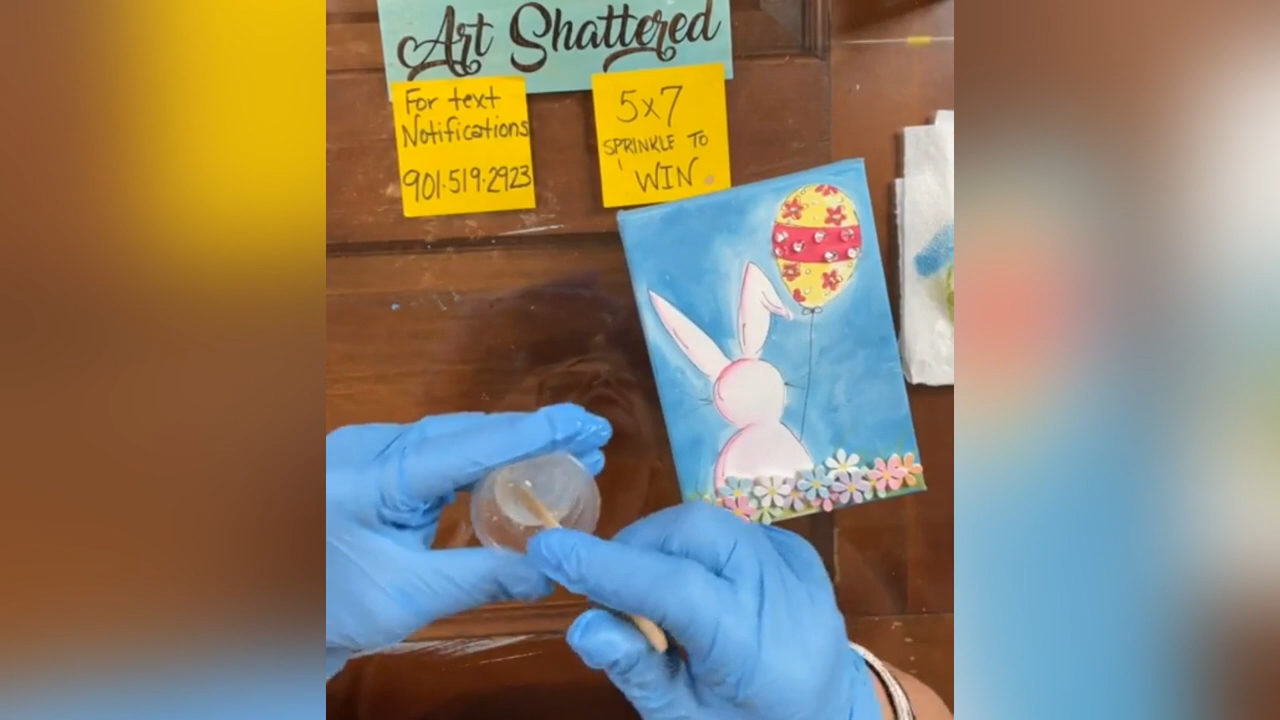 Art Shattered
For text
Notifications
901.519.2923
5x7
SPRINKLE TO
WIN